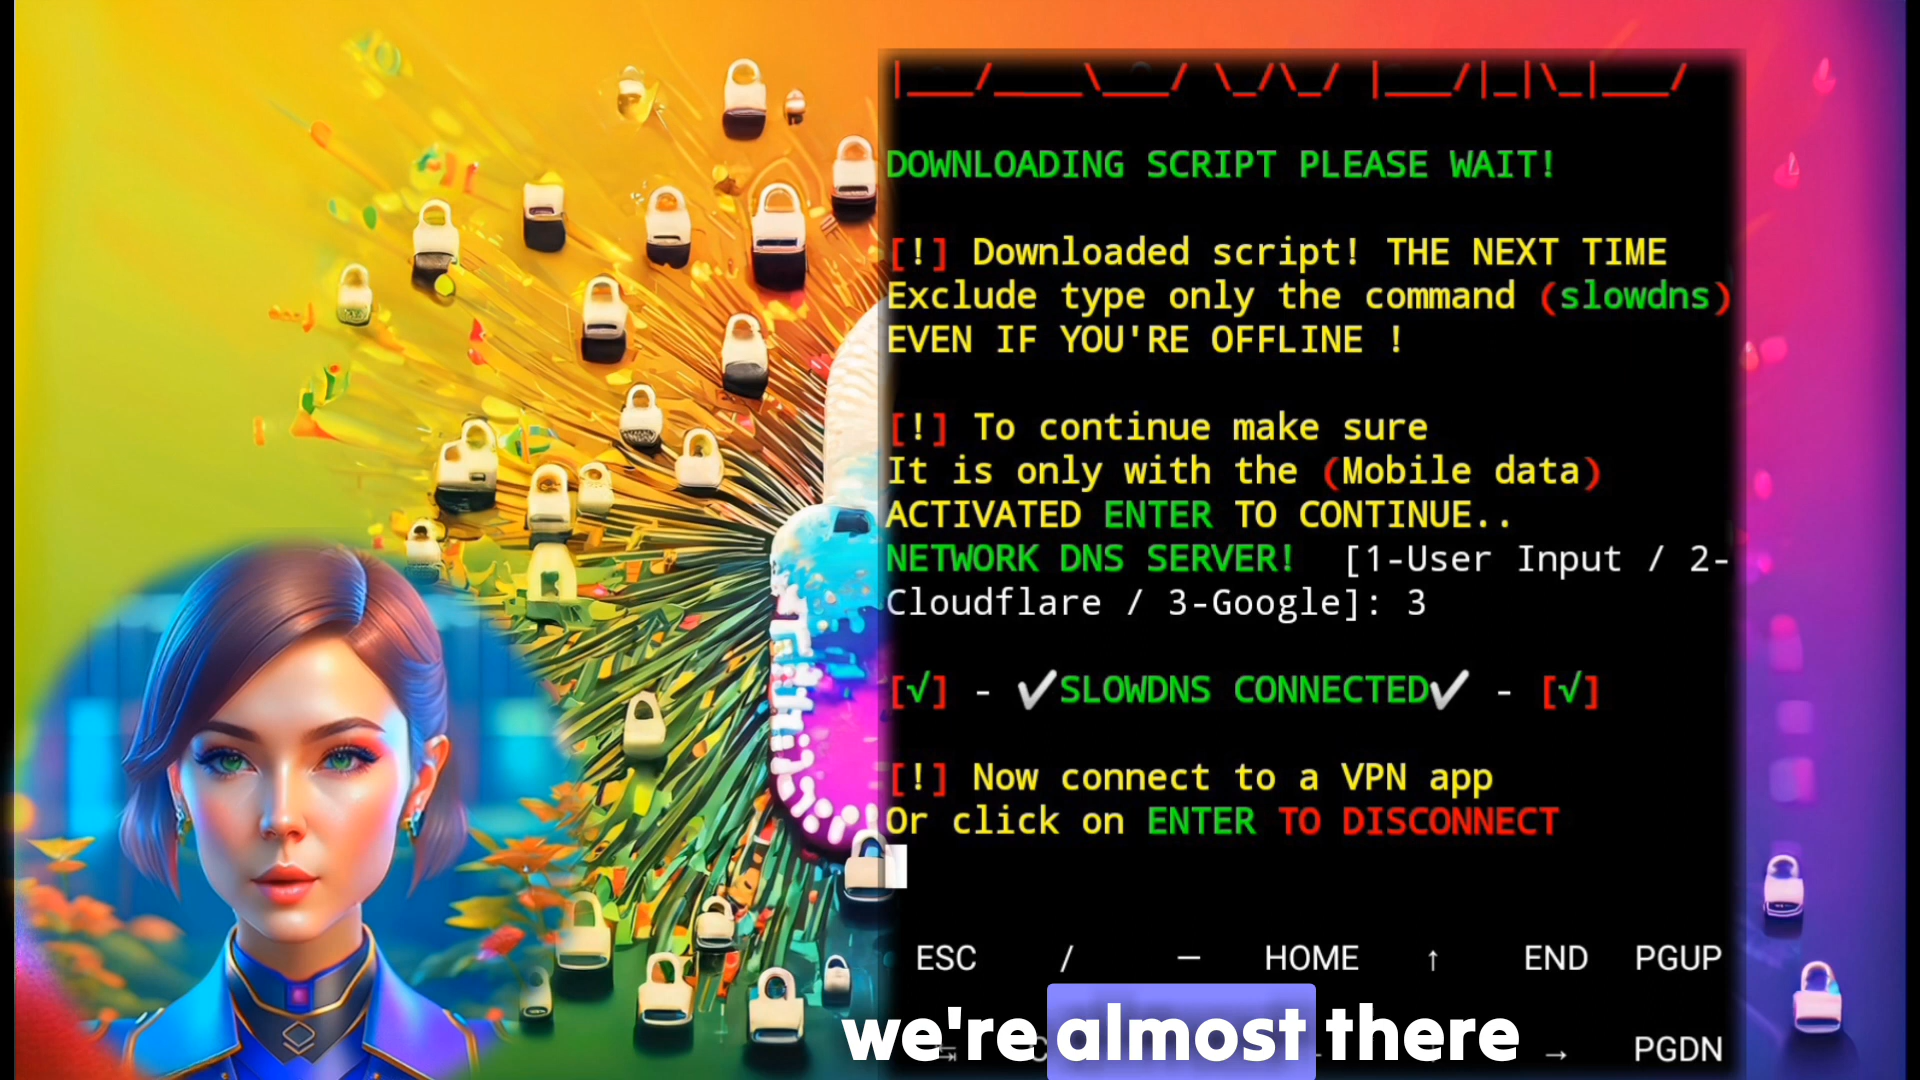 DOWNLOADING SCRIPT PLEASE WAIT!
[!] Downloaded script! THE NEXT TIME
Exclude type only the command (slowdns)
EVEN IF YOU'RE OFFLINE !
[!] To continue make sure
It is only with the (Mobile data)
ACTIVATED ENTER TO CONTINUE..
NETWORK DNS SERVER! [1-User Input / 2-
Cloudflare / 3-Google]: 3
[√] - ✔SLOWDNS CONNECTED✔ - [√]
[!] Now connect to a VPN app
Or click on ENTER TO DISCONNECT
ESC / — HOME ↑ END PGUP
we're almost there
→ PGDN